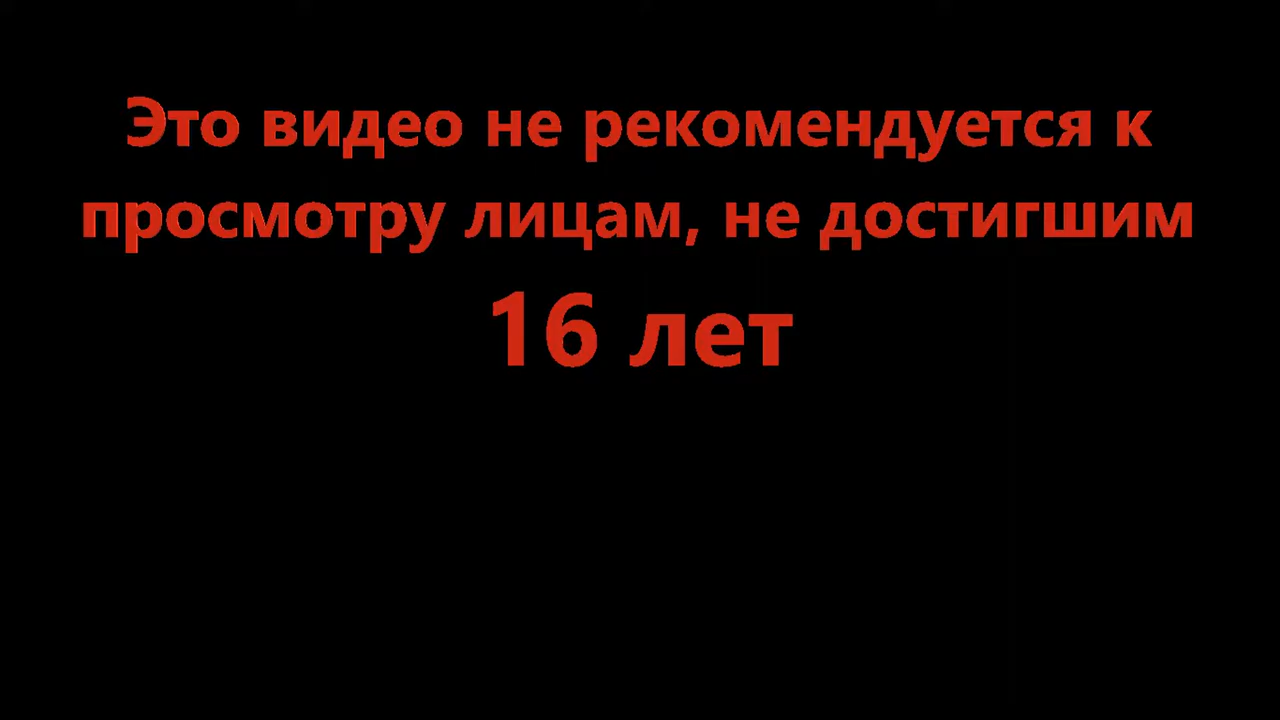 Это видео не рекомендуется к
просмотру лицам, не достигшим
16 лет